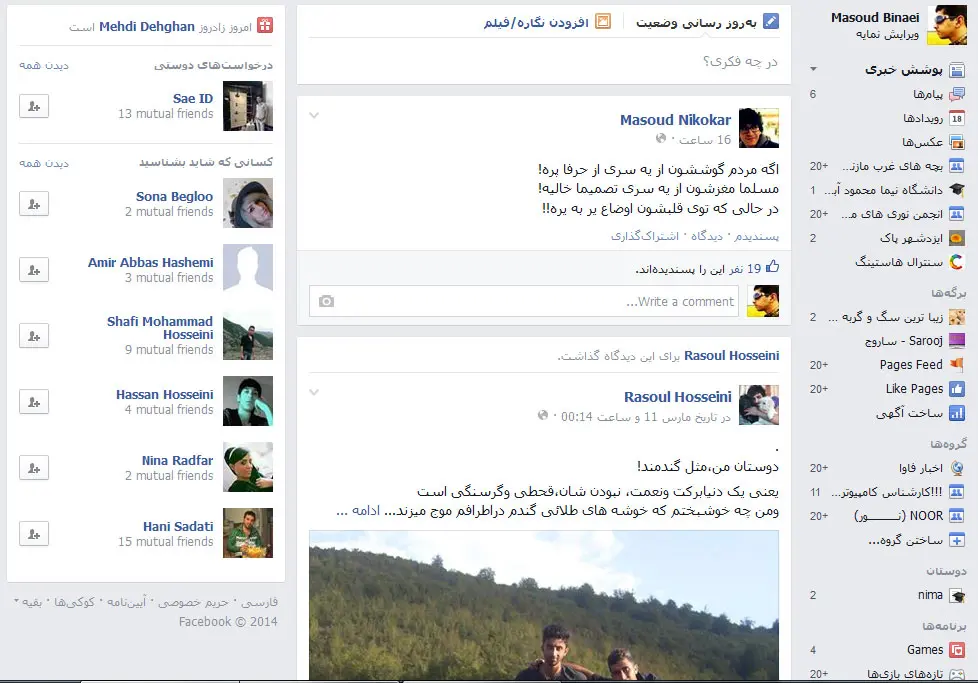 Masoud Binaei
ویرایش نمایه
پوشش خبری
پیام‌ها 6
رویدادها
عکس‌ها
بچه های غرب مازند... 20+
دانشگاه نیما محمود آبا... 1
انجمن نوری های م... 20+
ایزدشهر پاک 2
سنترال هاستینگ
برگه‌ها
زیبا ترین سگ و گربه ... 2
Sarooj - ساروج
Pages Feed 20+
Like Pages 20+
ساخت آگهی
گروه‌ها
اخبار فاوا 20+
!!!کارشناس کامپیوتر... 11
NOOR (نـــــــور) 20+
ساختن گروه...
دوستان
nima 2
برنامه‌ها
Games 4
تازه‌های بازی‌ها 20+
به‌روز رسانی وضعیت
افزودن نگاره/فیلم
در چه فکری؟
Masoud Nikokar
16 ساعت ·
اگه مردم گوششون از یه سری از حرفا پره!
مسلما مغزشون از یه سری تصمیما خالیه!
در حالی که توی قلبشون اوضاع یر به یره!!
پسندیدم · دیدگاه · اشتراک‌گذاری
19 نفر این را پسندیده‌اند.
Write a comment...
Rasoul Hosseini برای این دیدگاه گذاشت.
Rasoul Hosseini
در تاریخ مارس 11 و ساعت 00:14 ·
.
دوستان من،مثل گندمند!
یعنی یک دنیابرکت ونعمت، نبودن شان،قحطی وگرسنگی است
ومن چه خوشبختم که خوشه های طلائی گندم دراطرافم موج میزند... ادامه ...
امروز زادروز Mehdi Dehghan است
درخواست‌های دوستی دیدن همه
Sae ID
13 mutual friends
کسانی که شاید بشناسید دیدن همه
Sona Begloo
2 mutual friends
Amir Abbas Hashemi
3 mutual friends
Shafi Mohammad
Hosseini
9 mutual friends
Hassan Hosseini
4 mutual friends
Nina Radfar
2 mutual friends
Hani Sadati
15 mutual friends
فارسی · حریم خصوصی · آیین‌نامه · کوکی‌ها · بقیه
Facebook © 2014